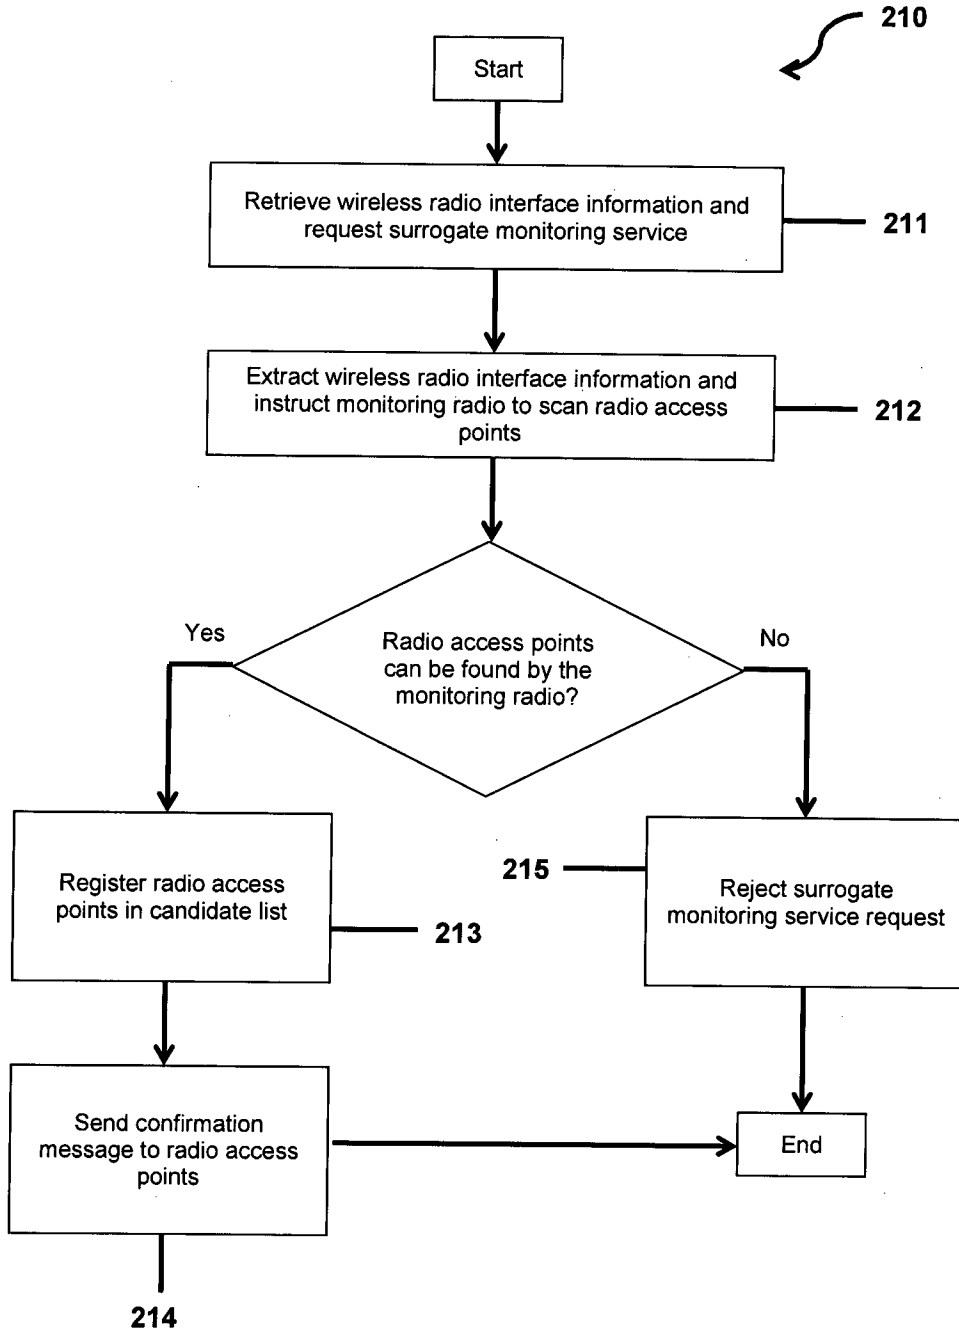 210
Start
Retrieve wireless radio interface information and
request surrogate monitoring service
211
Extract wireless radio interface information and
instruct monitoring radio to scan radio access
points
212
Radio access points
can be found by the
monitoring radio?
Yes
No
Register radio access
points in candidate list
213
215
Reject surrogate
monitoring service request
Send confirmation
message to radio access
points
214
End